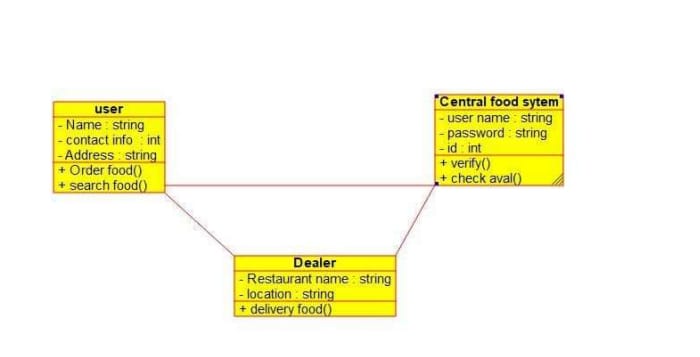 user
- Name : string
- contact info : int
- Address : string
+ Order food()
+ search food()
Central food sytem
- user name : string
- password : string
- id : int
+ verify()
+ check aval()
Dealer
- Restaurant name : string
- location : string
+ delivery food()